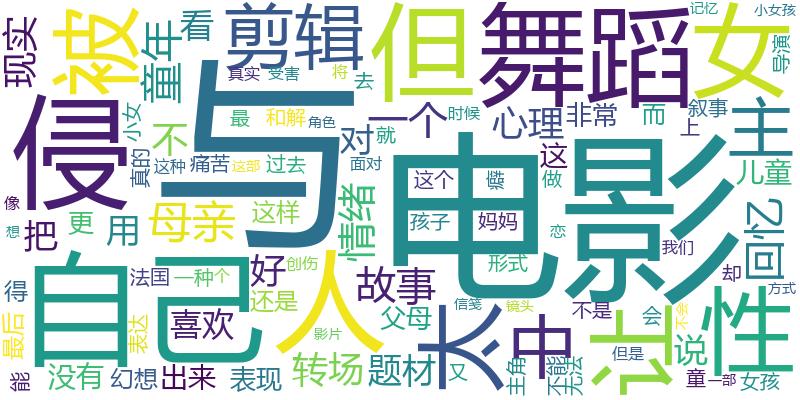 记忆
小女孩
现实
被
童年
看
剪辑
但
舞蹈
女
导演
真实
受害
将
去
小女
不
最
和解
角色
与
对
就
一个
时候
心理
非常
而
叙事
上
主
侵
真的
这种
痛苦
这部
过去
面对
电影
这
儿童
这个
做
像
想
把
更
用
母亲
这样
情绪
孩子
妈妈
恋
我们
回忆
自己
人
法国
一种
个
好
创伤
还是
故事
形式
却
方式
得
最后
表达
喜欢
影片
父母
信笺
镜头
太
中
不是
让
会
不会
说
性
能
没有
幻想
出来
表现
转场
题材
又
主角
不能
无法
但是
童
一部
女孩